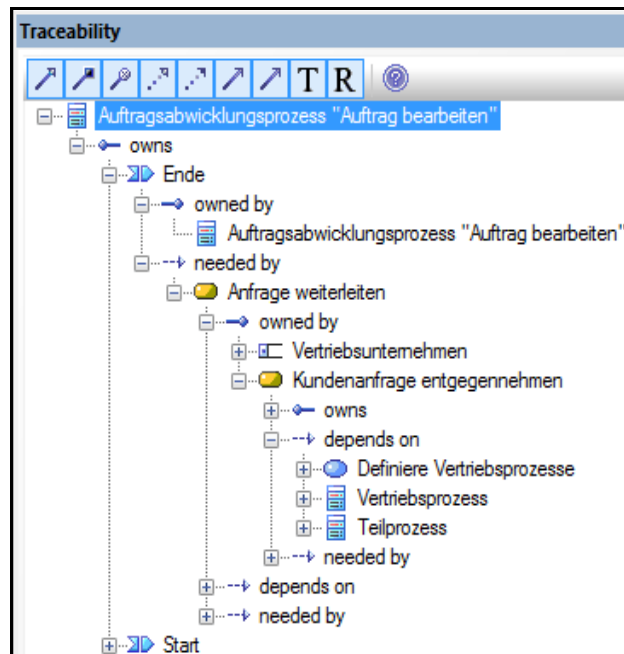 Traceability
T R
Auftragsabwicklungsprozess "Auftrag bearbeiten"
owns
Ende
owned by
Auftragsabwicklungsprozess "Auftrag bearbeiten"
needed by
Anfrage weiterleiten
owned by
Vertriebsunternehmen
Kundenanfrage entgegennehmen
owns
depends on
Definiere Vertriebsprozesse
Vertriebsprozess
Teilprozess
needed by
depends on
needed by
Start